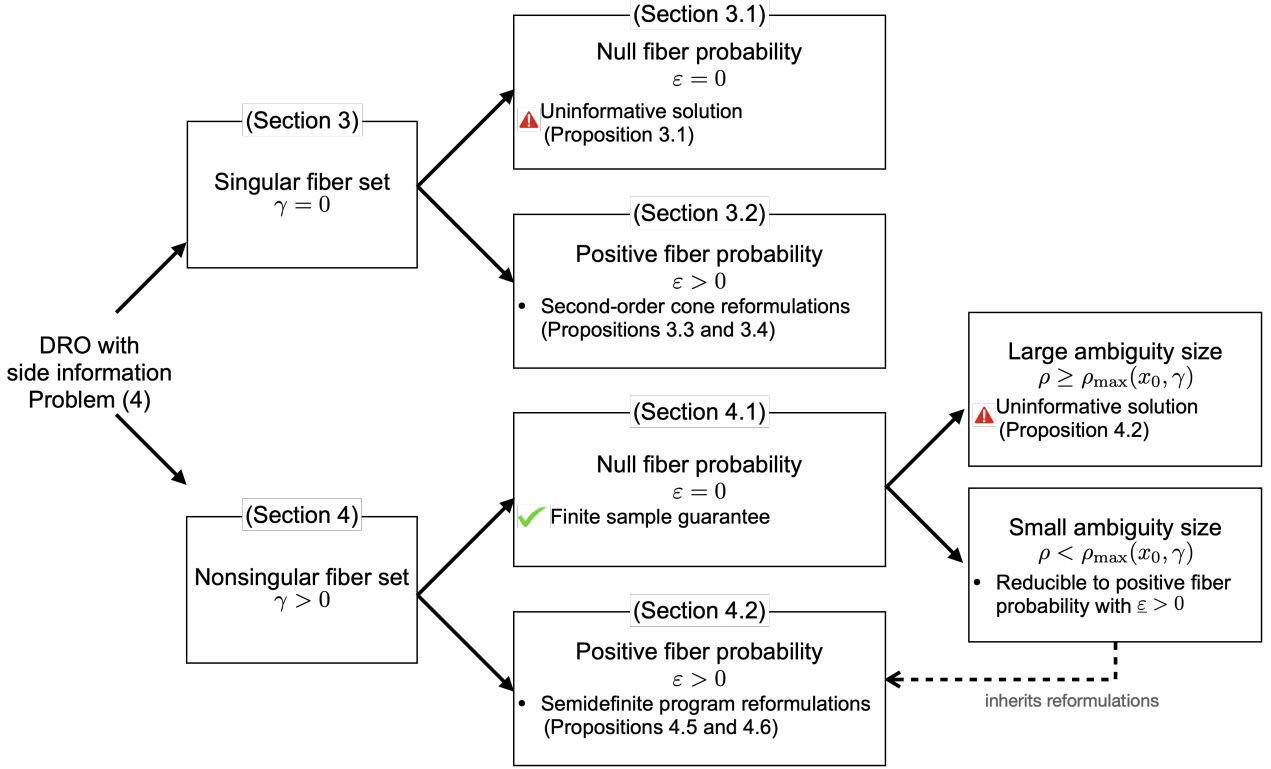 DRO with
side information
Problem (4)
(Section 3)
Singular fiber set
γ = 0
(Section 3.1)
Null fiber probability
ε = 0
Uninformative solution
(Proposition 3.1)
(Section 3.2)
Positive fiber probability
ε > 0
• Second-order cone reformulations
(Propositions 3.3 and 3.4)
(Section 4)
Nonsingular fiber set
γ > 0
(Section 4.1)
Null fiber probability
ε = 0
Finite sample guarantee
(Section 4.2)
Positive fiber probability
ε > 0
• Semidefinite program reformulations
(Propositions 4.5 and 4.6)
Large ambiguity size
ρ ≥ ρmax(x0, γ)
Uninformative solution
(Proposition 4.2)
Small ambiguity size
ρ < ρmax(x0, γ)
• Reducible to positive fiber
probability with ε̲ > 0
inherits reformulations